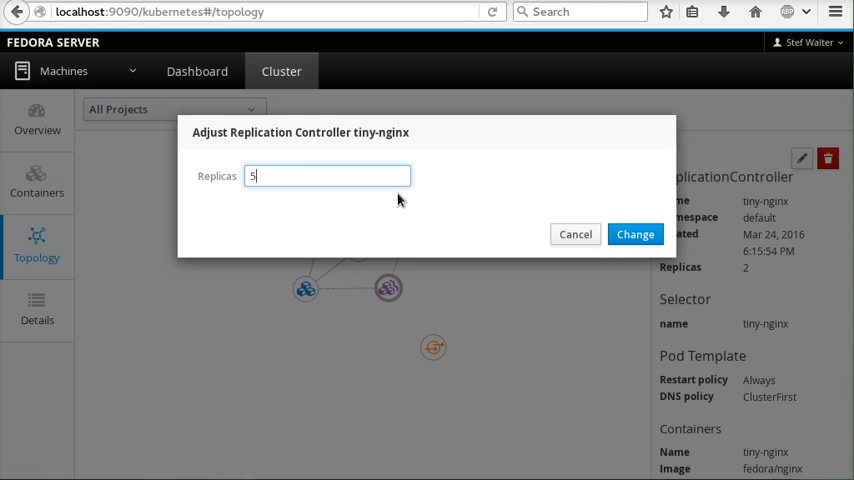 localhost:9090/kubernetes#/topology
Search
ABP
FEDORA SERVER
Stef Walter
Machines
Dashboard
Cluster
Overview
Containers
Topology
Details
All Projects
Adjust Replication Controller tiny-nginx
Replicas 5
Cancel Change
plicationController
me tiny-nginx
mespace default
ated Mar 24, 2016
6:15:54 PM
Replicas 2
Selector
name tiny-nginx
Pod Template
Restart policy Always
DNS policy ClusterFirst
Containers
Name tiny-nginx
Image fedora/nginx